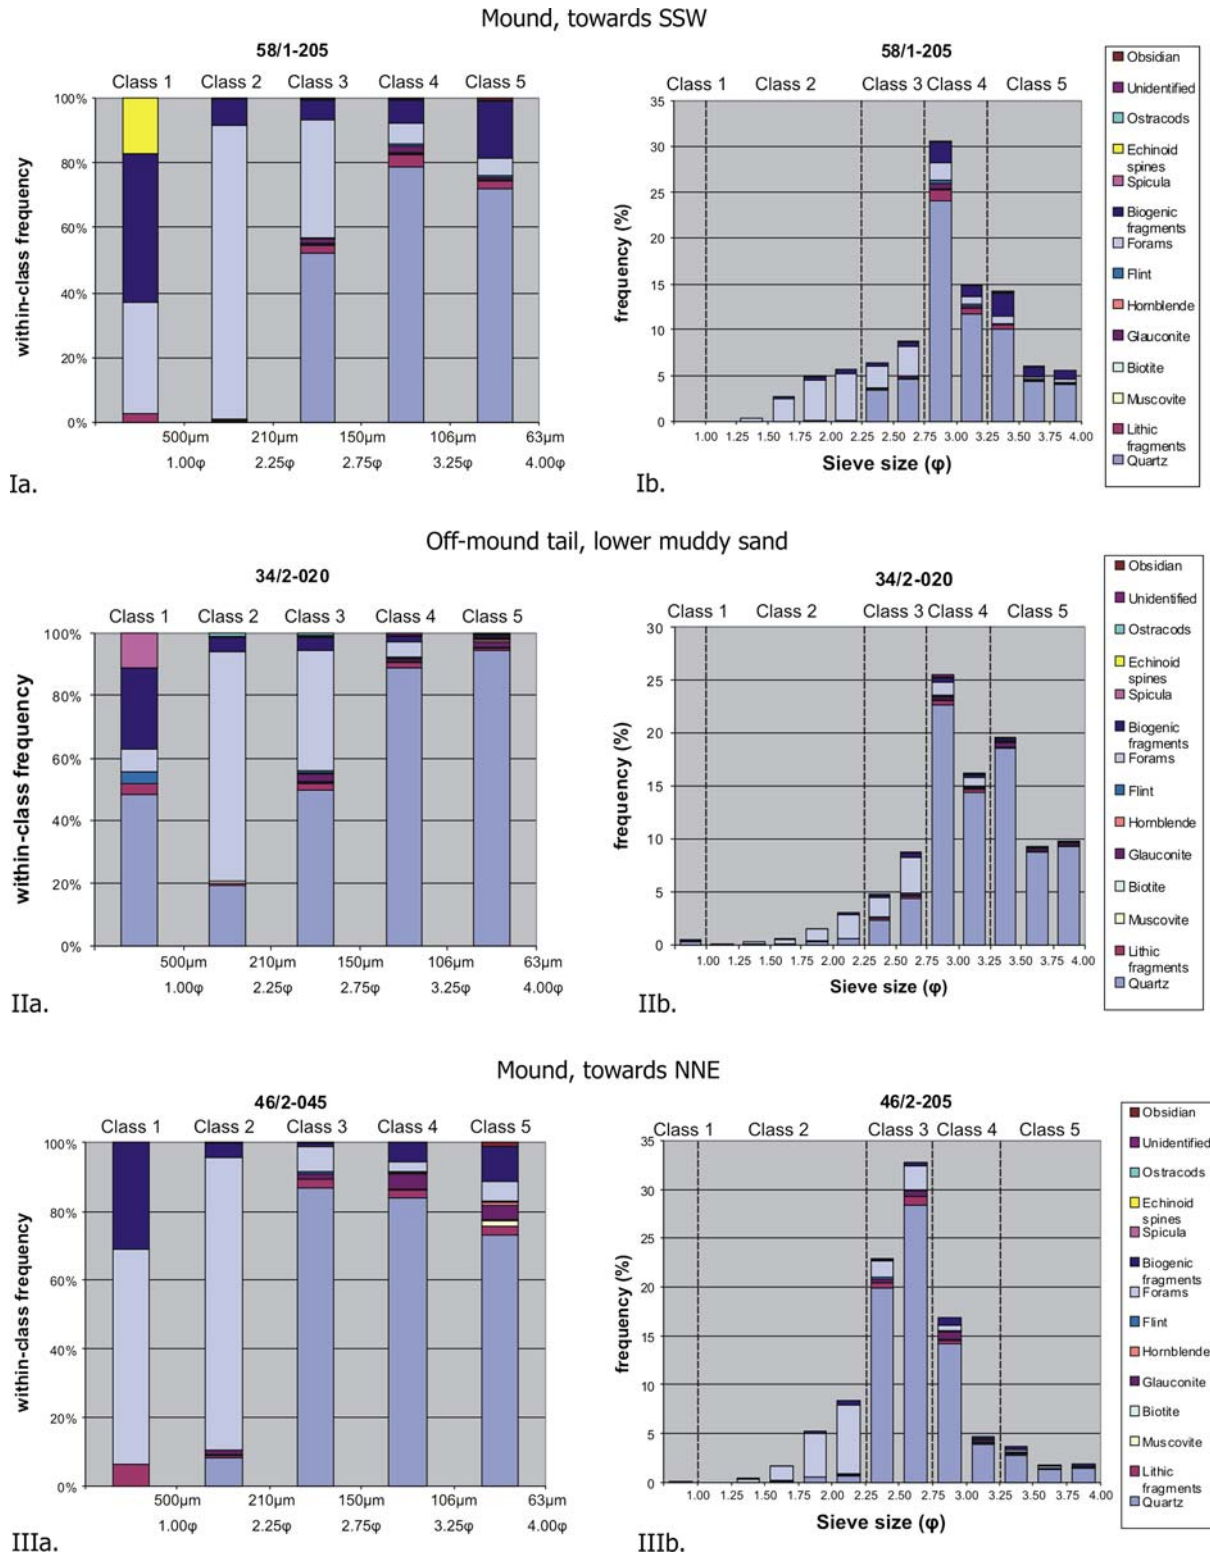 Mound, towards SSW
58/1-205
Class 1 Class 2 Class 3 Class 4 Class 5
100%
80%
60%
40%
20%
0%
within-class frequency
500µm 210µm 150µm 106µm 63µm
1.00φ 2.25φ 2.75φ 3.25φ 4.00φ
Ia.
58/1-205
Class 1 Class 2 Class 3 Class 4 Class 5
35
30
25
20
15
10
5
0
frequency (%)
1.00 1.25 1.50 1.75 2.00 2.25 2.50 2.75 3.00 3.25 3.50 3.75 4.00
Sieve size (φ)
Ib.
Obsidian
Unidentified
Ostracods
Echinoid
spines
Spicula
Biogenic
fragments
Forams
Flint
Hornblende
Glauconite
Biotite
Muscovite
Lithic
fragments
Quartz
Off-mound tail, lower muddy sand
34/2-020
Class 1 Class 2 Class 3 Class 4 Class 5
100%
80%
60%
40%
20%
0%
within-class frequency
500µm 210µm 150µm 106µm 63µm
1.00φ 2.25φ 2.75φ 3.25φ 4.00φ
IIa.
34/2-020
Class 1 Class 2 Class 3 Class 4 Class 5
30
25
20
15
10
5
0
frequency (%)
1.00 1.25 1.50 1.75 2.00 2.25 2.50 2.75 3.00 3.25 3.50 3.75 4.00
Sieve size (φ)
IIb.
Obsidian
Unidentified
Ostracods
Echinoid
spines
Spicula
Biogenic
fragments
Forams
Flint
Hornblende
Glauconite
Biotite
Muscovite
Lithic
fragments
Quartz
Mound, towards NNE
46/2-045
Class 1 Class 2 Class 3 Class 4 Class 5
100%
80%
60%
40%
20%
0%
within-class frequency
500µm 210µm 150µm 106µm 63µm
1.00φ 2.25φ 2.75φ 3.25φ 4.00φ
IIIa.
46/2-205
Class 1 Class 2 Class 3 Class 4 Class 5
35
30
25
20
15
10
5
0
frequency (%)
1.00 1.25 1.50 1.75 2.00 2.25 2.50 2.75 3.00 3.25 3.50 3.75 4.00
Sieve size (φ)
IIIb.
Obsidian
Unidentified
Ostracods
Echinoid
spines
Spicula
Biogenic
fragments
Forams
Flint
Hornblende
Glauconite
Biotite
Muscovite
Lithic
fragments
Quartz